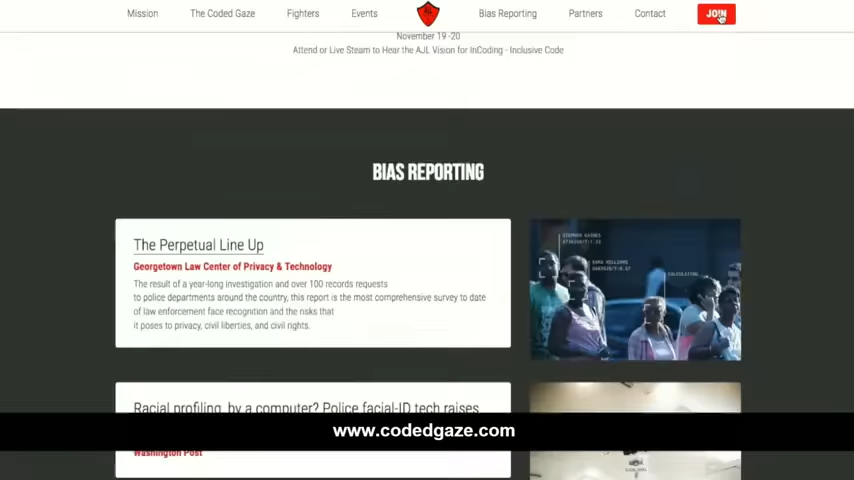 Mission
The Coded Gaze
Fighters
Events
AJL
Bias Reporting
Partners
Contact
JOIN
November 19 -20
Attend or Live Steam to Hear the AJL Vision for InCoding - Inclusive Code
BIAS REPORTING
The Perpetual Line Up
Georgetown Law Center of Privacy & Technology
The result of a year-long investigation and over 100 records requests
to police departments around the country, this report is the most comprehensive survey to date
of law enforcement face recognition and the risks that
it poses to privacy, civil liberties, and civil rights.
CALCULATING
Racial profiling, by a computer? Police facial-ID tech raises
www.codedgaze.com
Washington Post